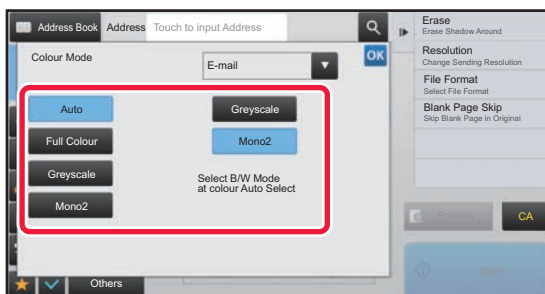 Address Book Address Touch to input Address
Colour Mode
E-mail
OK
Auto
Full Colour
Greyscale
Mono2
Greyscale
Mono2
Select B/W Mode
at colour Auto Select
Others
Erase
Erase Shadow Around
Resolution
Change Sending Resolution
File Format
Select File Format
Blank Page Skip
Skip Blank Page in Original
Preview
CA
Start